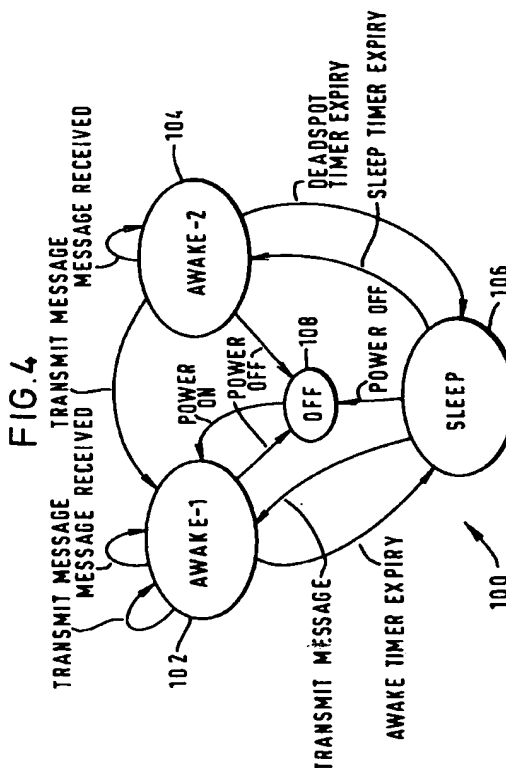 FIG.4
TRANSMIT MESSAGE
MESSAGE RECEIVED
TRANSMIT MESSAGE
MESSAGE RECEIVED
102
AWAKE-1
AWAKE-2
104
POWER
ON
POWER
OFF
108
OFF
DEADSPOT
TIMER EXPIRY
SLEEP TIMER EXPIRY
POWER OFF
TRANSMIT MESSAGE
AWAKE TIMER EXPIRY
SLEEP
106
100